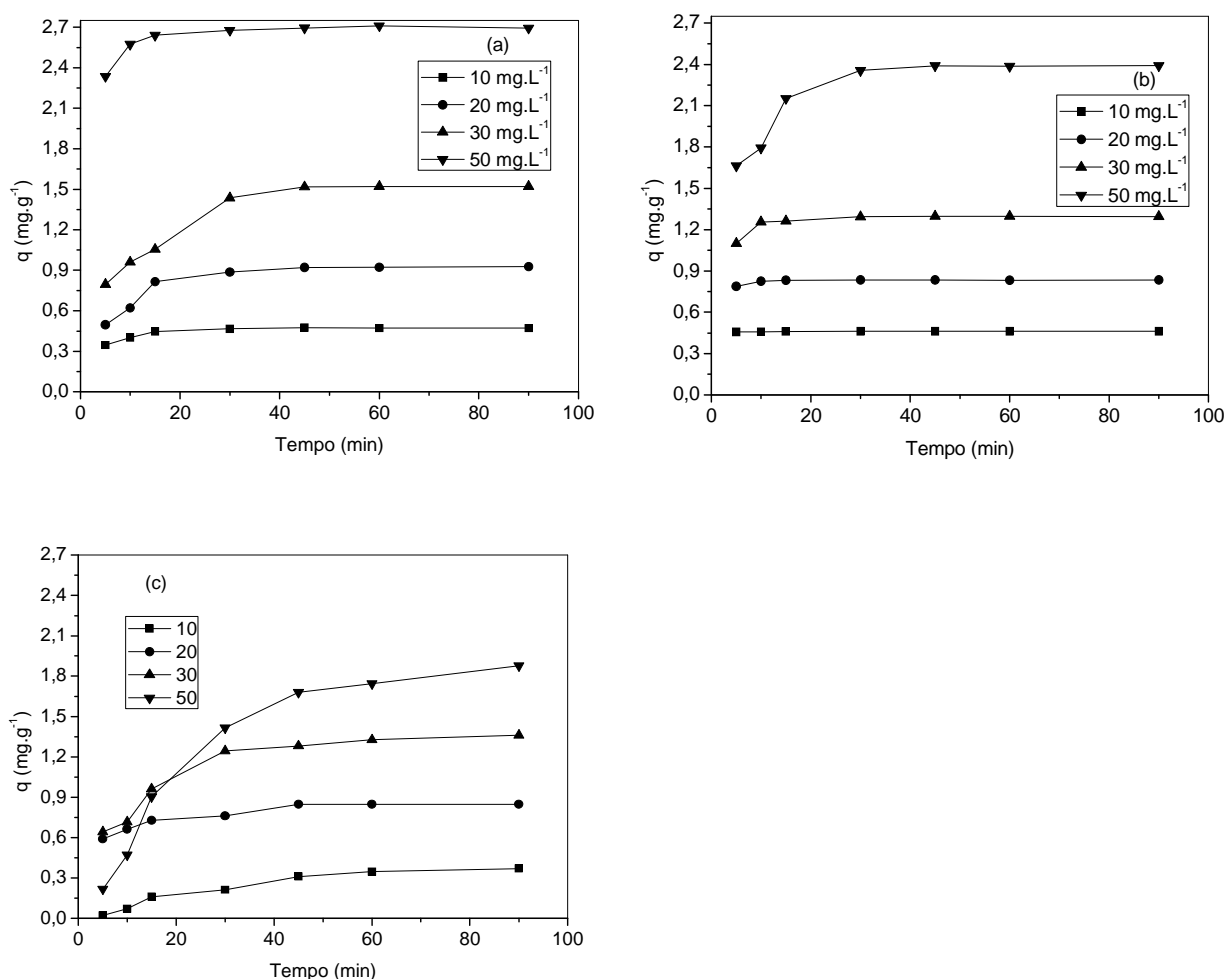 2,7
2,4
2,1
1,8
1,5
1,2
0,9
0,6
0,3
0,0
q (mg.g-1)
0 20 40 60 80 100
Tempo (min)
(a)
10 mg.L-1
20 mg.L-1
30 mg.L-1
50 mg.L-1
2,7
2,4
2,1
1,8
1,5
1,2
0,9
0,6
0,3
0,0
q (mg.g-1)
0 20 40 60 80 100
Tempo (min)
(b)
10 mg.L-1
20 mg.L-1
30 mg.L-1
50 mg.L-1
2,7
2,4
2,1
1,8
1,5
1,2
0,9
0,6
0,3
0,0
q (mg.g-1)
0 20 40 60 80 100
Tempo (min)
(c)
10
20
30
50